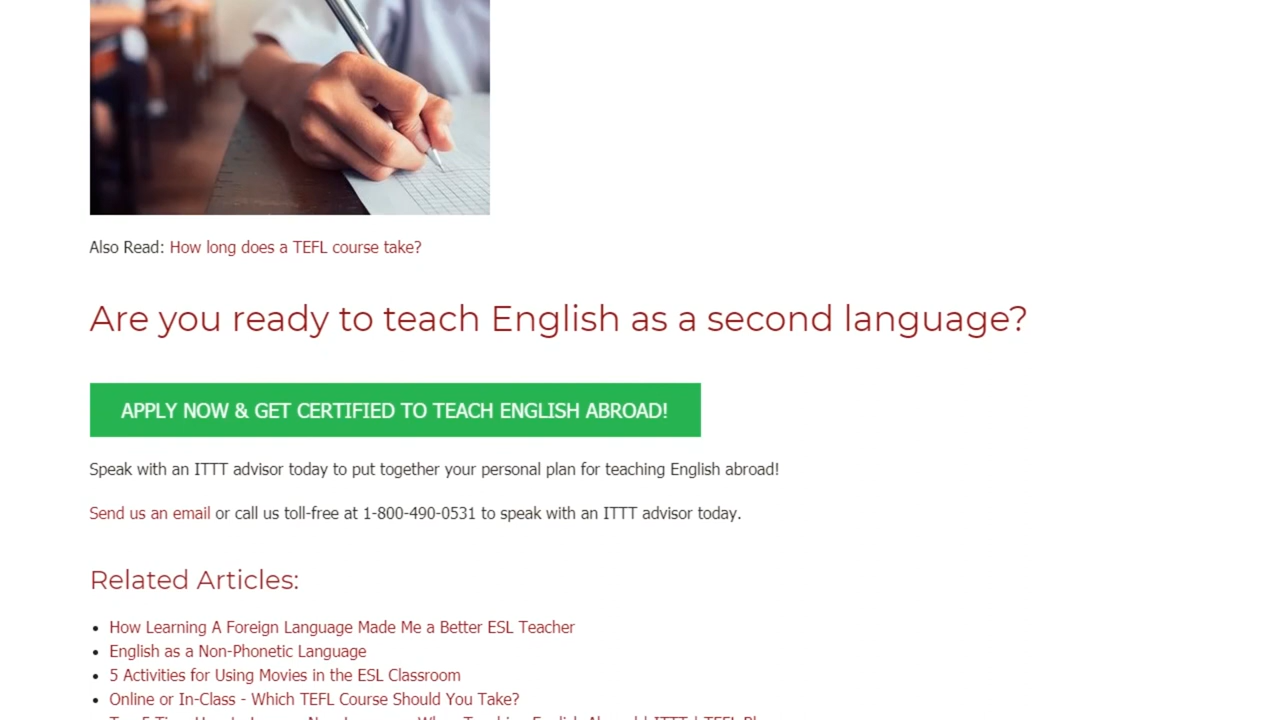 Also Read: How long does a TEFL course take?
Are you ready to teach English as a second language?
APPLY NOW & GET CERTIFIED TO TEACH ENGLISH ABROAD!
Speak with an ITTT advisor today to put together your personal plan for teaching English abroad!
Send us an email or call us toll-free at 1-800-490-0531 to speak with an ITTT advisor today.
Related Articles:
• How Learning A Foreign Language Made Me a Better ESL Teacher
• English as a Non-Phonetic Language
• 5 Activities for Using Movies in the ESL Classroom
• Online or In-Class - Which TEFL Course Should You Take?